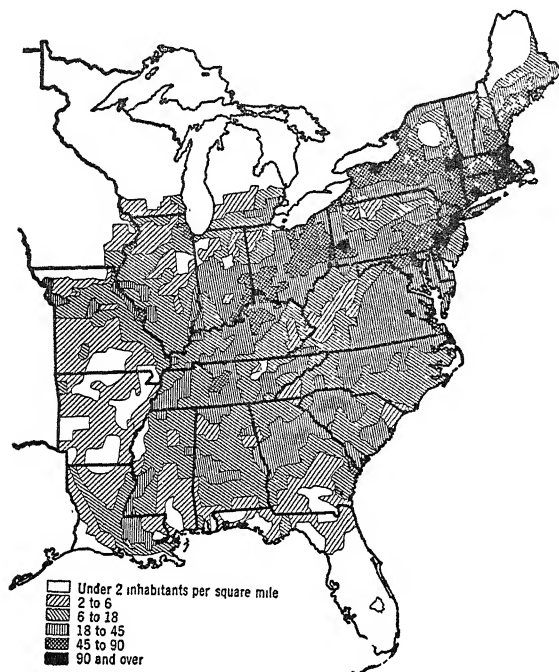 Under 2 inhabitants per square mile
2 to 6
6 to 18
18 to 45
45 to 90
90 and over